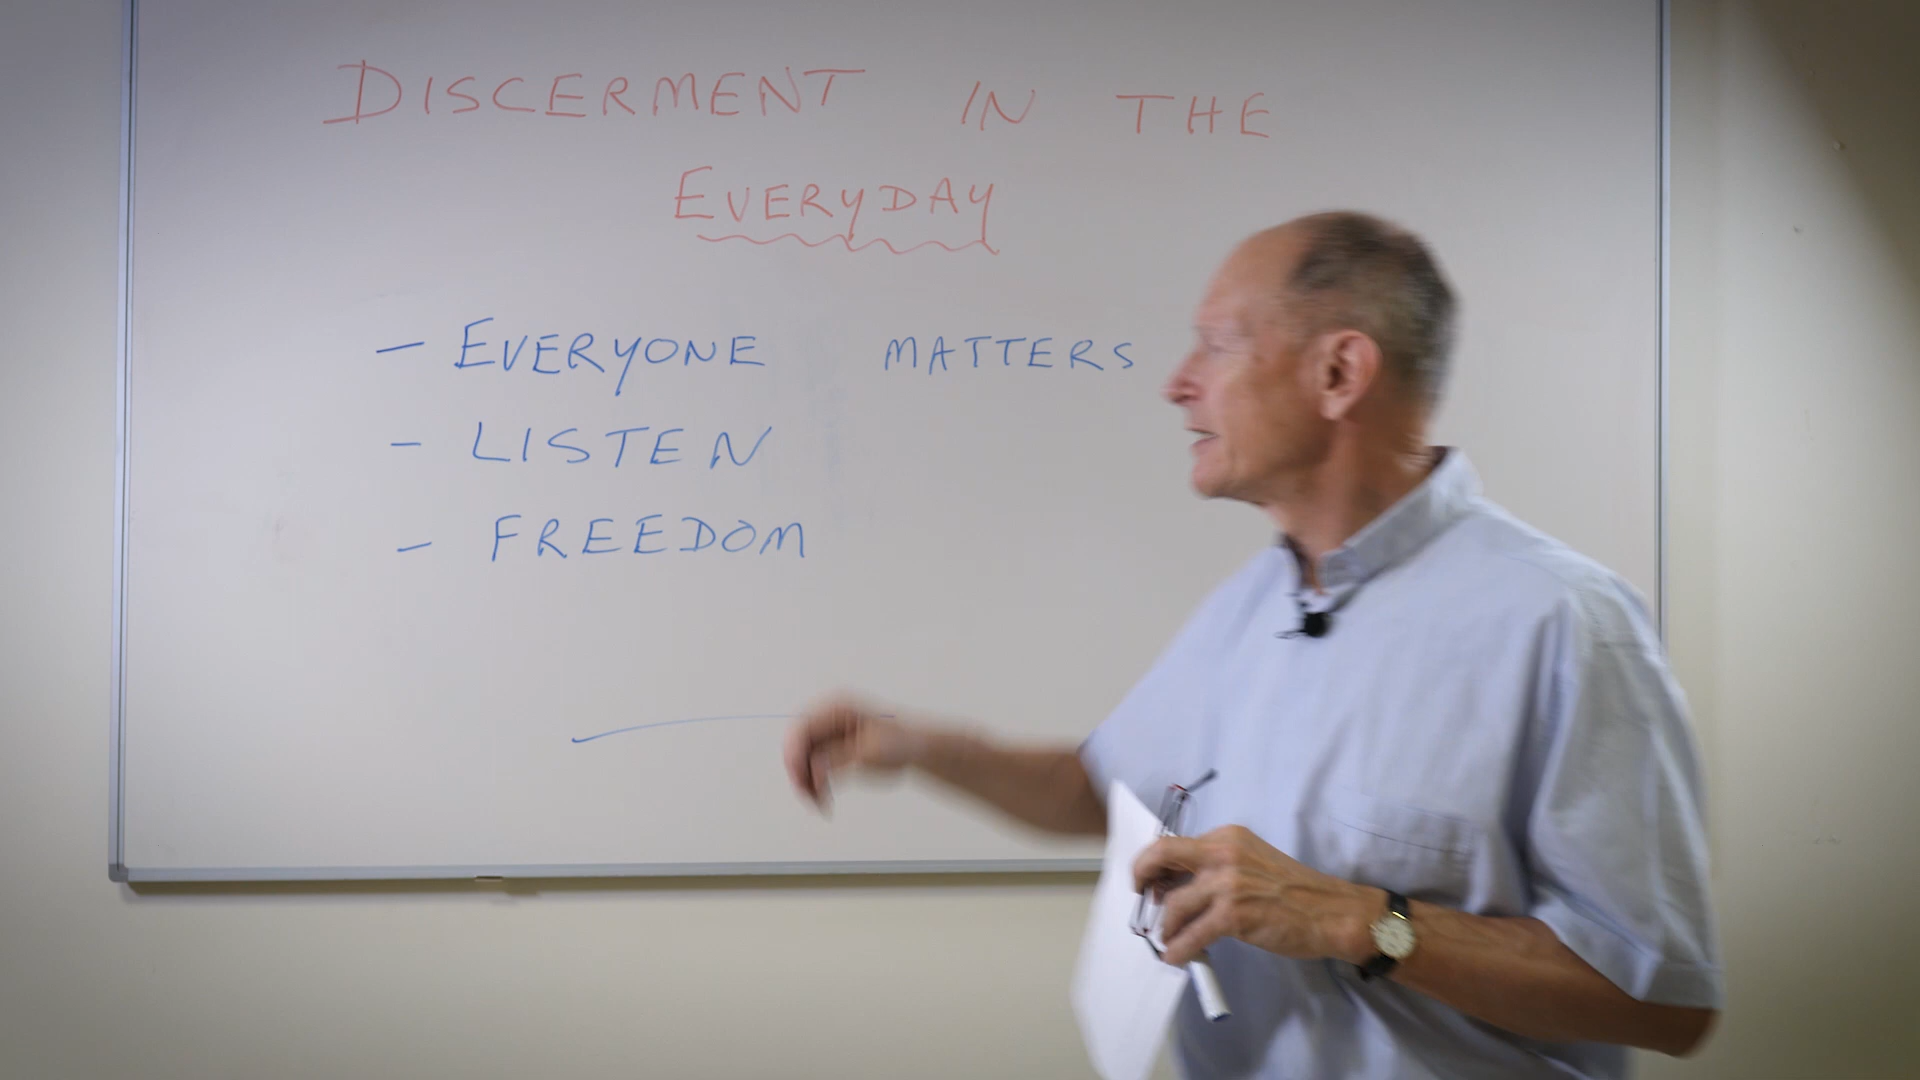 DISCERMENT IN THE
EVERYDAY
- EVERYONE MATTERS
- LISTEN
- FREEDOM